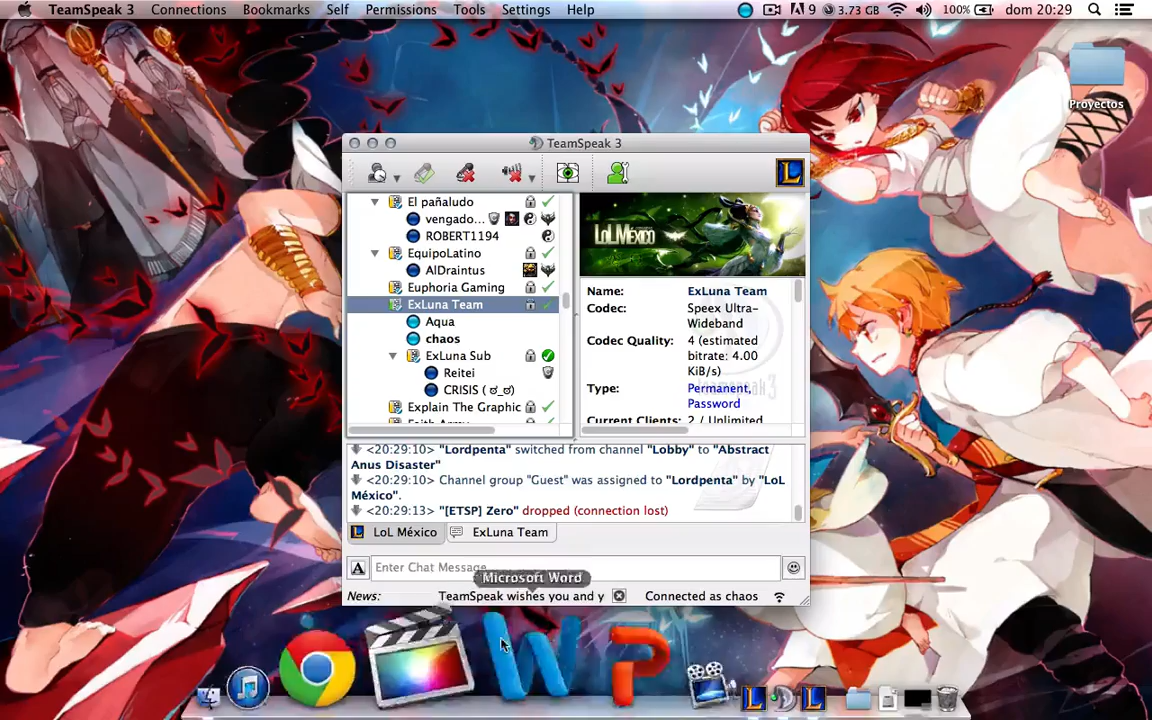 TeamSpeak 3 Connections Bookmarks Self Permissions Tools Settings Help 9 3.73 GB 100% dom 20:29
Proyectos
TeamSpeak 3
El pañaludo
vengado...
ROBERT1194
EquipoLatino
AlDraintus
Euphoria Gaming
ExLuna Team
Aqua
chaos
ExLuna Sub
Reitei
CRISIS ( ಠ_ಠ)
Explain The Graphic
LoL México
Name: ExLuna Team
Codec: Speex Ultra-
Wideband
Codec Quality: 4 (estimated
bitrate: 4.00
KiB/s)
Type: Permanent,
Password
Current Clients: 2 / Unlimited
<20:29:10> "Lordpenta" switched from channel "Lobby" to "Abstract
Anus Disaster"
<20:29:10> Channel group "Guest" was assigned to "Lordpenta" by "LoL
México".
<20:29:13> "[ETSP] Zero" dropped (connection lost)
LoL México ExLuna Team
Enter Chat Message...
Microsoft Word
News: TeamSpeak wishes you and y Connected as chaos